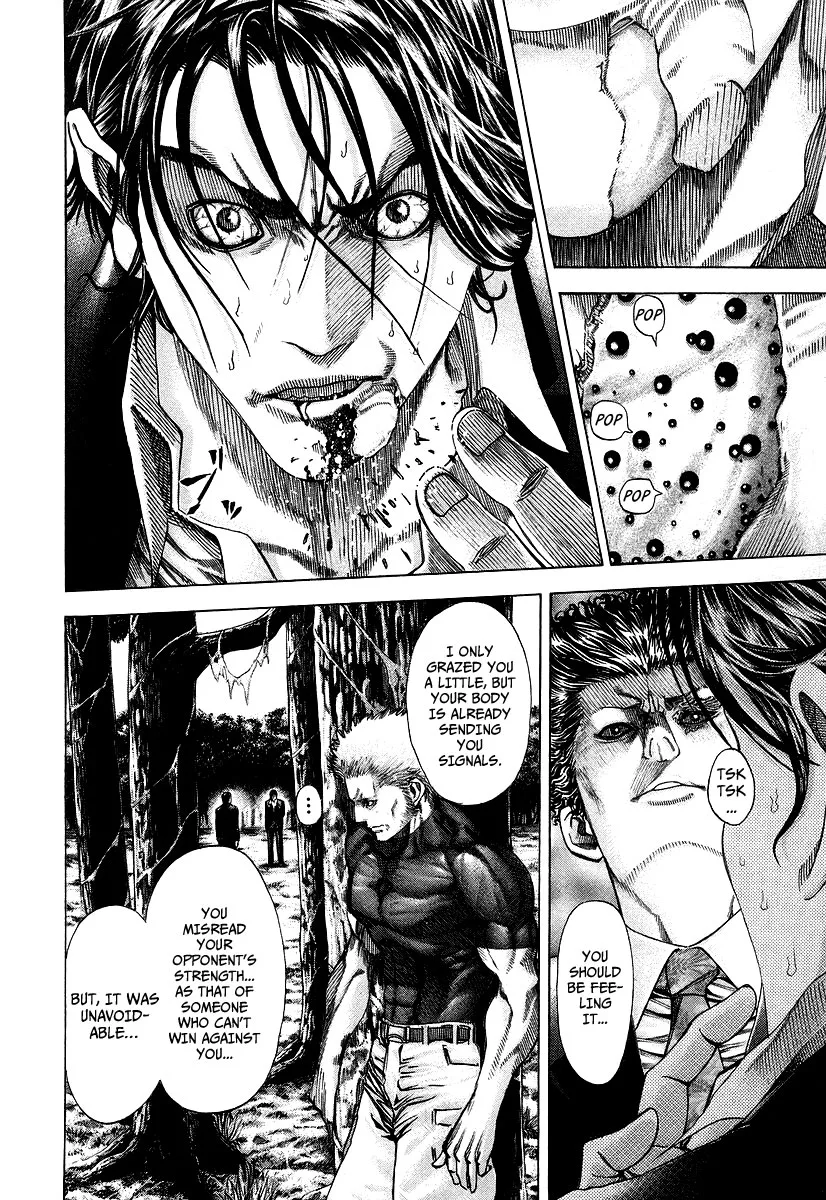 POP
POP
POP
TSK
TSK
...
YOU
SHOULD
BE FEE-
LING
IT...
I ONLY
GRAZED YOU
A LITTLE, BUT
YOUR BODY
IS ALREADY
SENDING
YOU
SIGNALS.
...
YOU
MISREAD
YOUR
OPPONENT'S
STRENGTH...
AS THAT OF
SOMEONE
WHO CAN'T
WIN AGAINST
YOU...
BUT, IT WAS
UNAVOID-
ABLE...